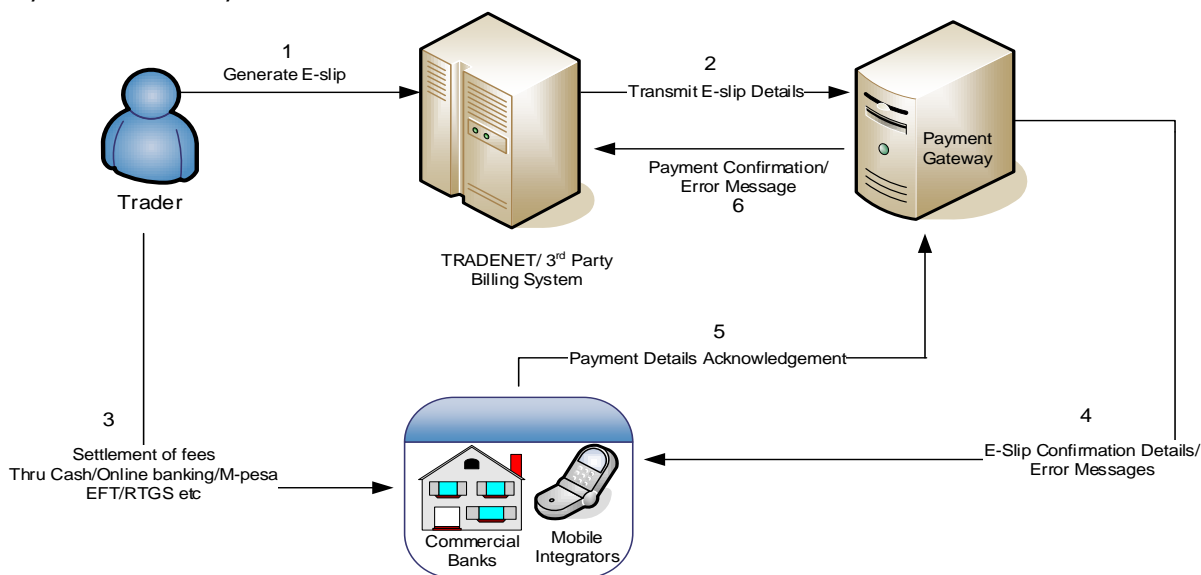 1
Generate E-slip
2
Transmit E-slip Details
Payment
Gateway
Payment Confirmation/
Error Message
6
Trader
TRADENET/ 3rd Party
Billing System
5
Payment Details Acknowledgement
3
Settlement of fees
Thru Cash/Online banking/M-pesa
EFT/RTGS etc
4
E-Slip Confirmation Details/
Error Messages
Commercial
Banks
Mobile
Integrators